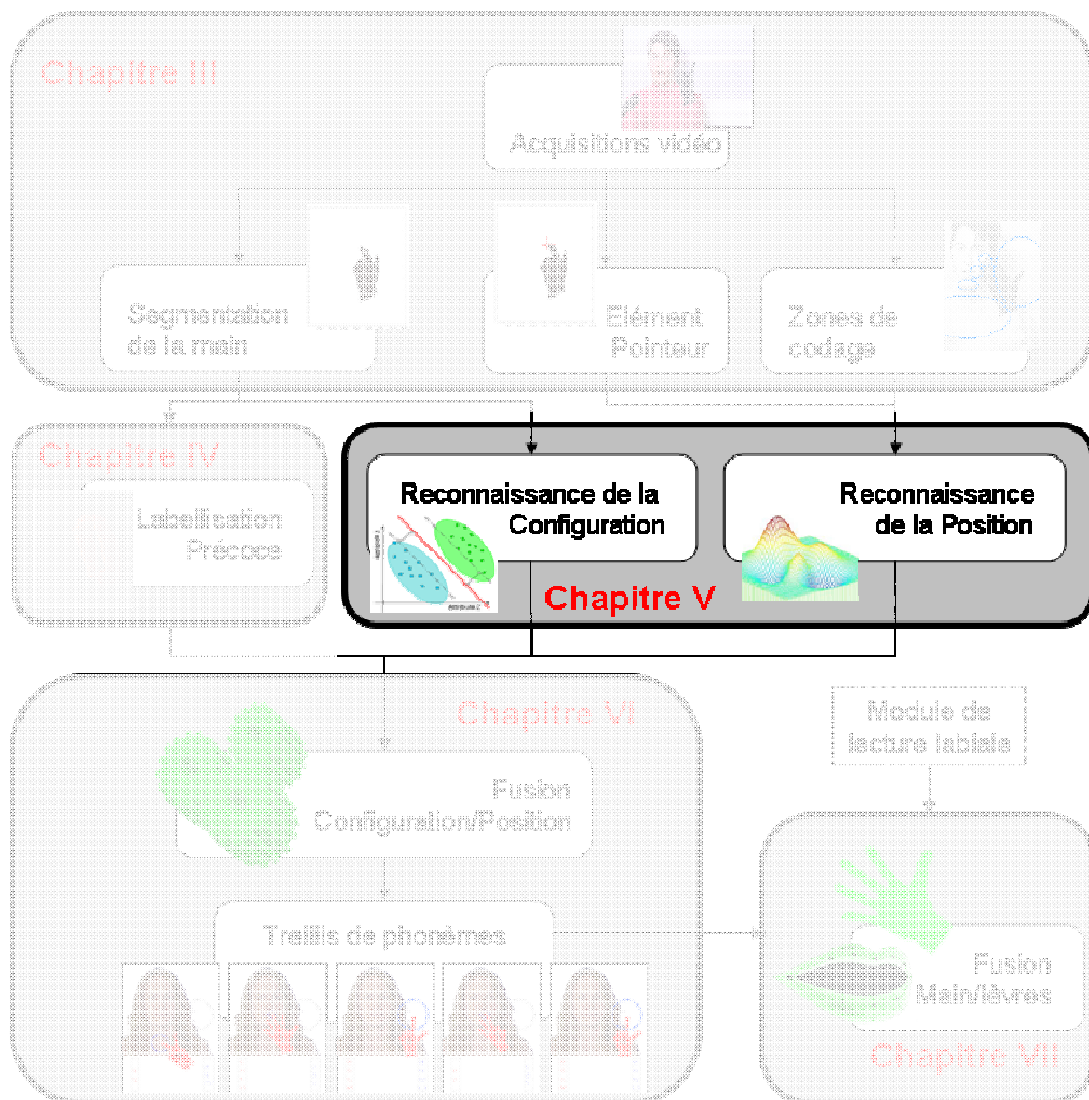 Chapitre III
Acquisitions vidéo
Segmentation
de la main
Elément
Pointeur
Zones de
codage
Chapitre IV
Labellisation
Précoce
Reconnaissance de la
Configuration
Reconnaissance
de la Position
Chapitre V
Chapitre VI
Fusion
Configuration/Position
Treillis de phonèmes
Module de
lecture labiale
Fusion
Main/lèvres
Chapitre VII